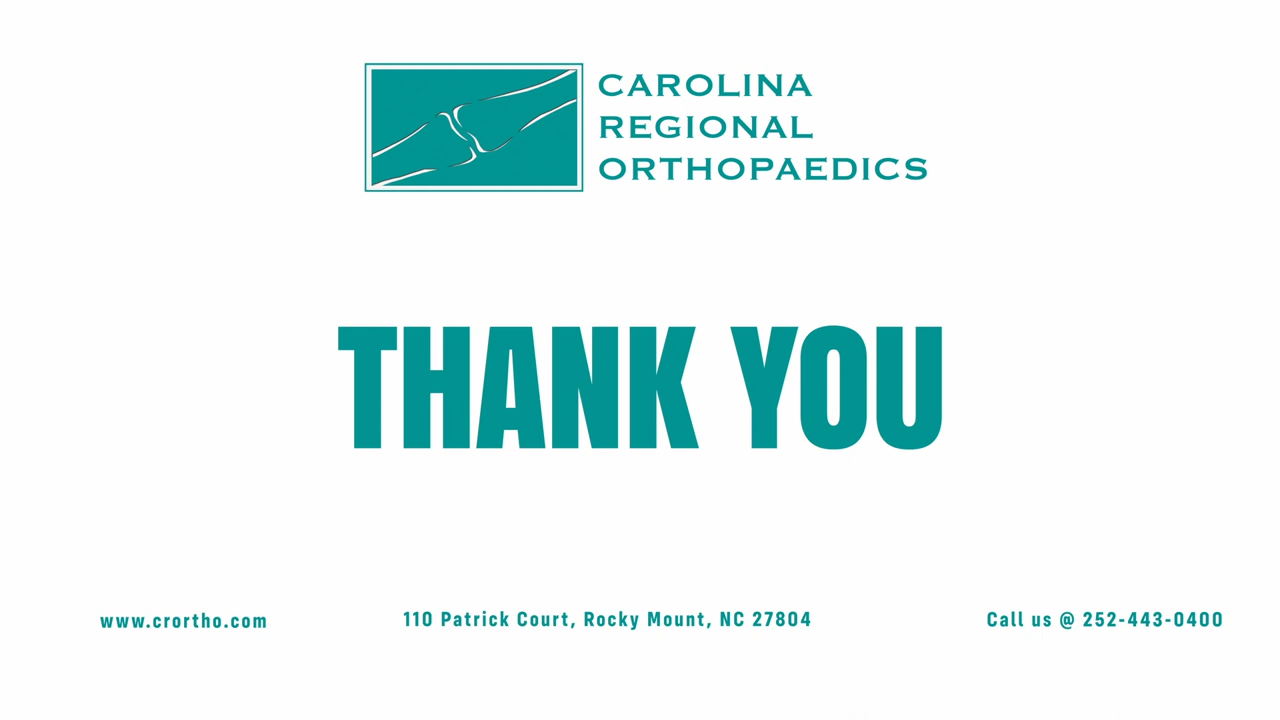 CAROLINA
REGIONAL
ORTHOPAEDICS
THANK YOU
www.crortho.com
110 Patrick Court, Rocky Mount, NC 27804
Call us @ 252-443-0400